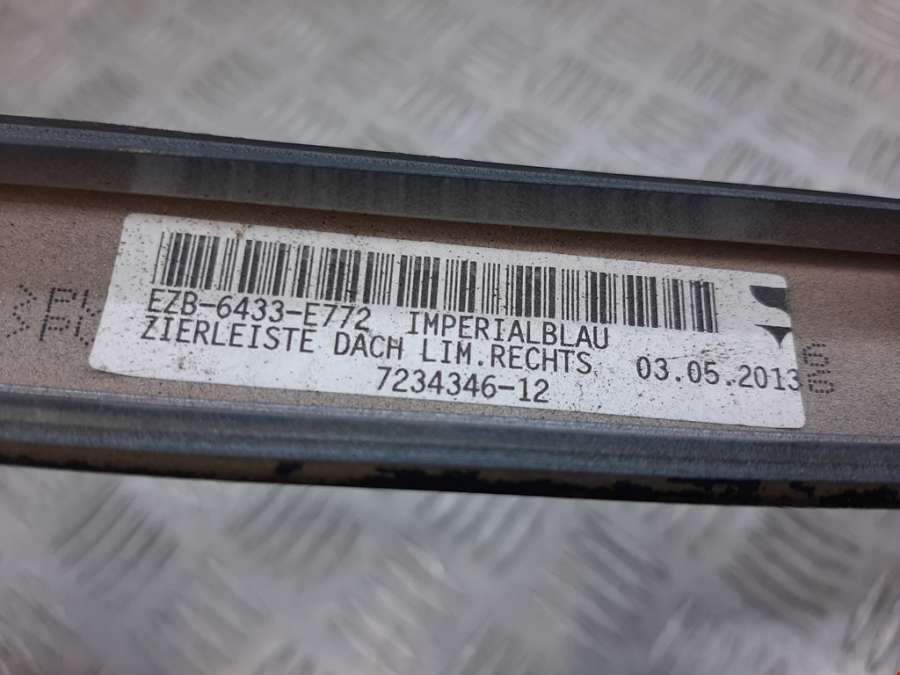 EZB-6433-E772 IMPERIALBLAU
ZIERLEISTE DACH LIM.RECHTS 03.05.2013
7234346-12